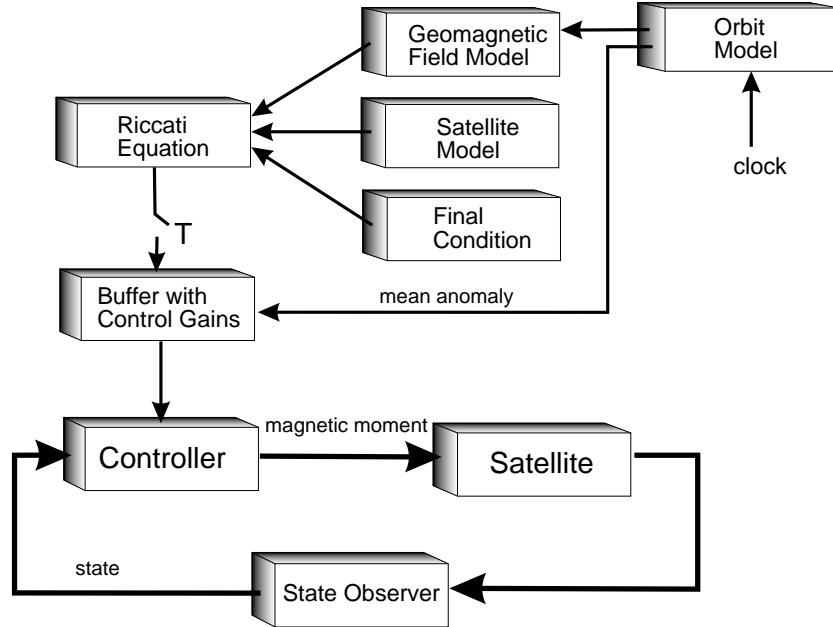 Geomagnetic
Field Model
Orbit
Model
Riccati
Equation
Satellite
Model
clock
Final
Condition
T
Buffer with
Control Gains
mean anomaly
Controller
magnetic moment
Satellite
state
State Observer